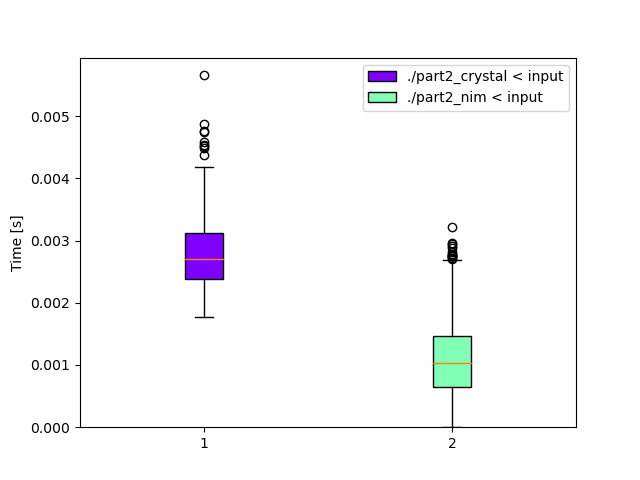 ./part2_crystal < input
./part2_nim < input
Time [s]
0.005
0.004
0.003
0.002
0.001
0.000
1
2